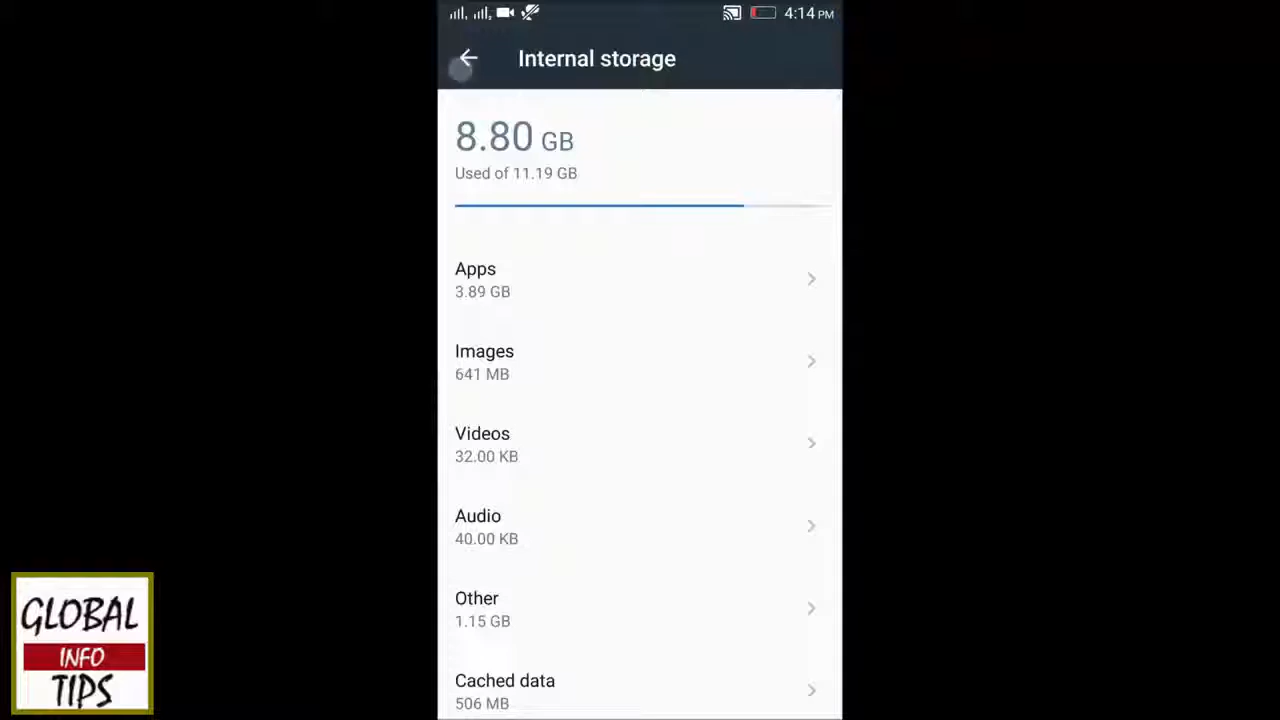 4:14 PM
Internal storage
8.80 GB
Used of 11.19 GB
Apps
3.89 GB
Images
641 MB
Videos
32.00 KB
Audio
40.00 KB
Other
1.15 GB
Cached data
506 MB
GLOBAL
INFO
TIPS